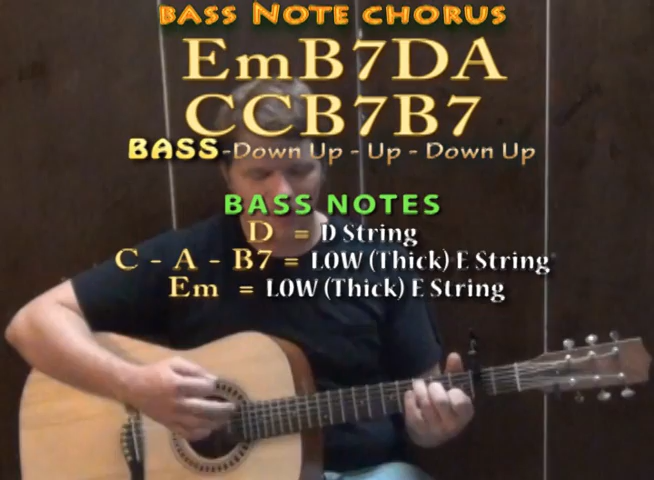 BASS NOTE CHORUS
EmB7DA
CCB7B7
BASS-Down Up - Up - Down Up
BASS NOTES
D = D String
C - A - B7 = LOW (Thick) E String
Em = LOW (Thick) E String